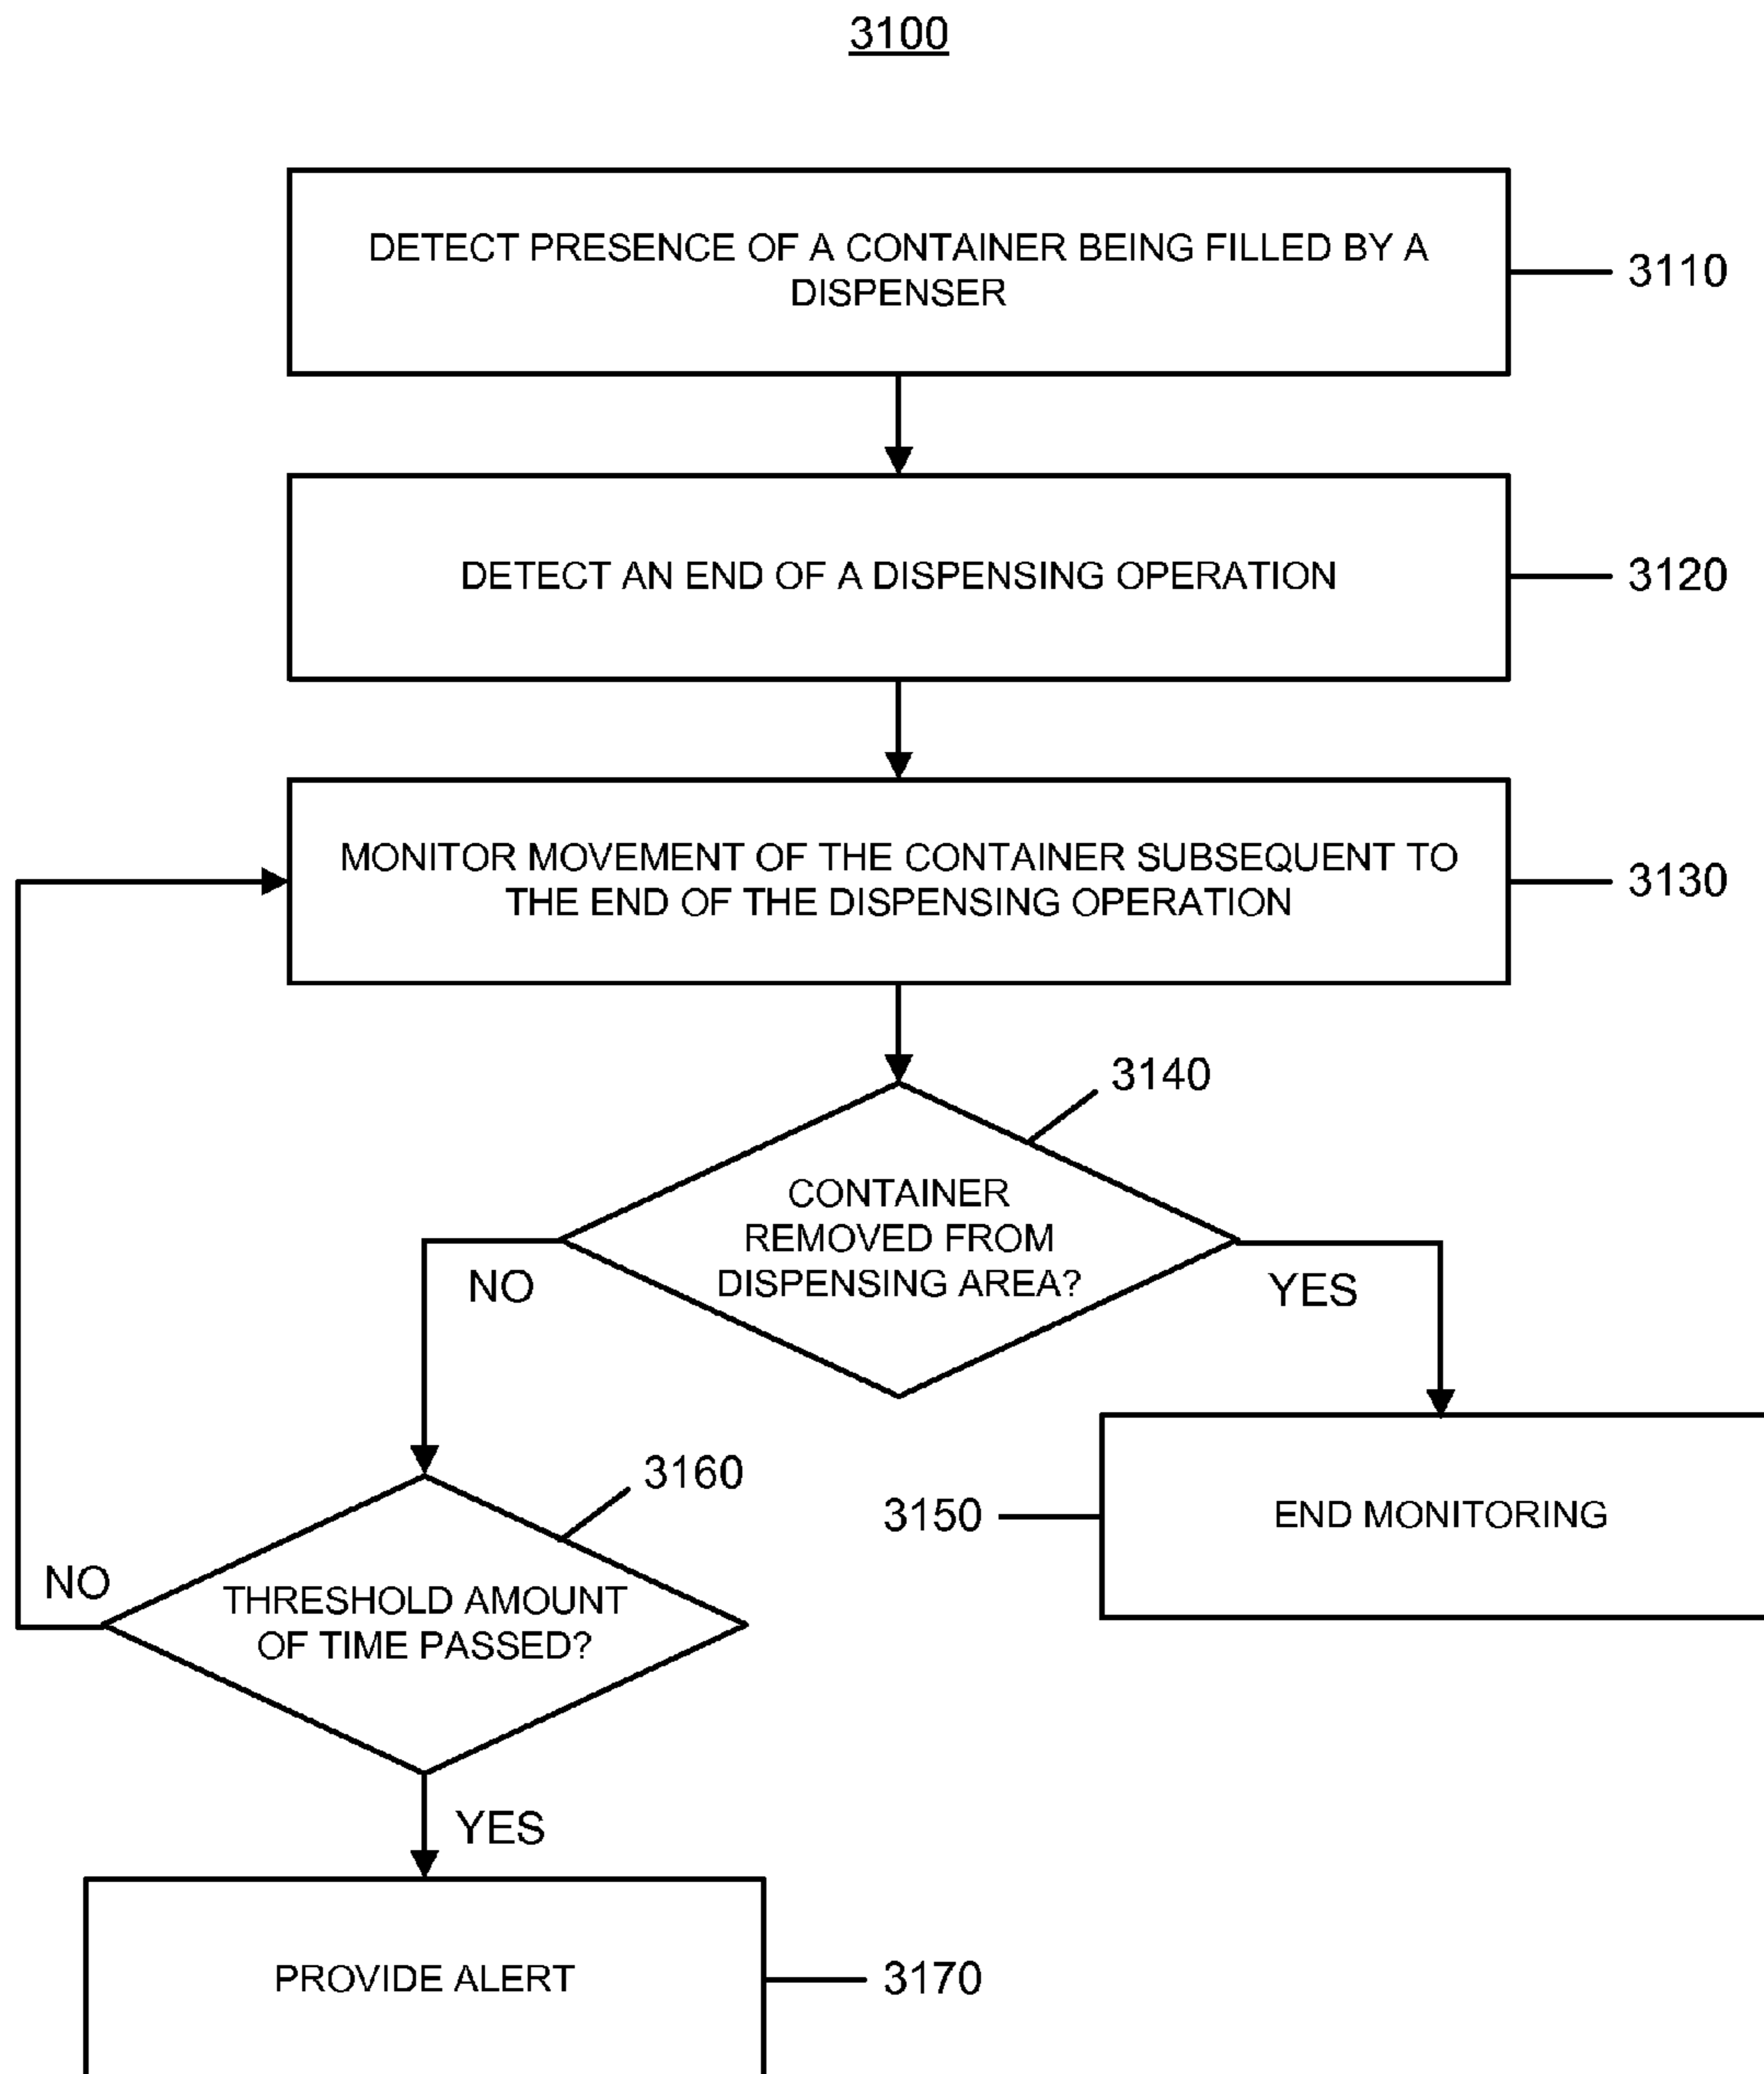 3100
DETECT PRESENCE OF A CONTAINER BEING FILLED BY A
DISPENSER
3110
DETECT AN END OF A DISPENSING OPERATION
3120
MONITOR MOVEMENT OF THE CONTAINER SUBSEQUENT TO
THE END OF THE DISPENSING OPERATION
3130
3140
CONTAINER
REMOVED FROM
DISPENSING AREA?
NO
YES
3160
3150
END MONITORING
NO
THRESHOLD AMOUNT
OF TIME PASSED?
YES
PROVIDE ALERT
3170